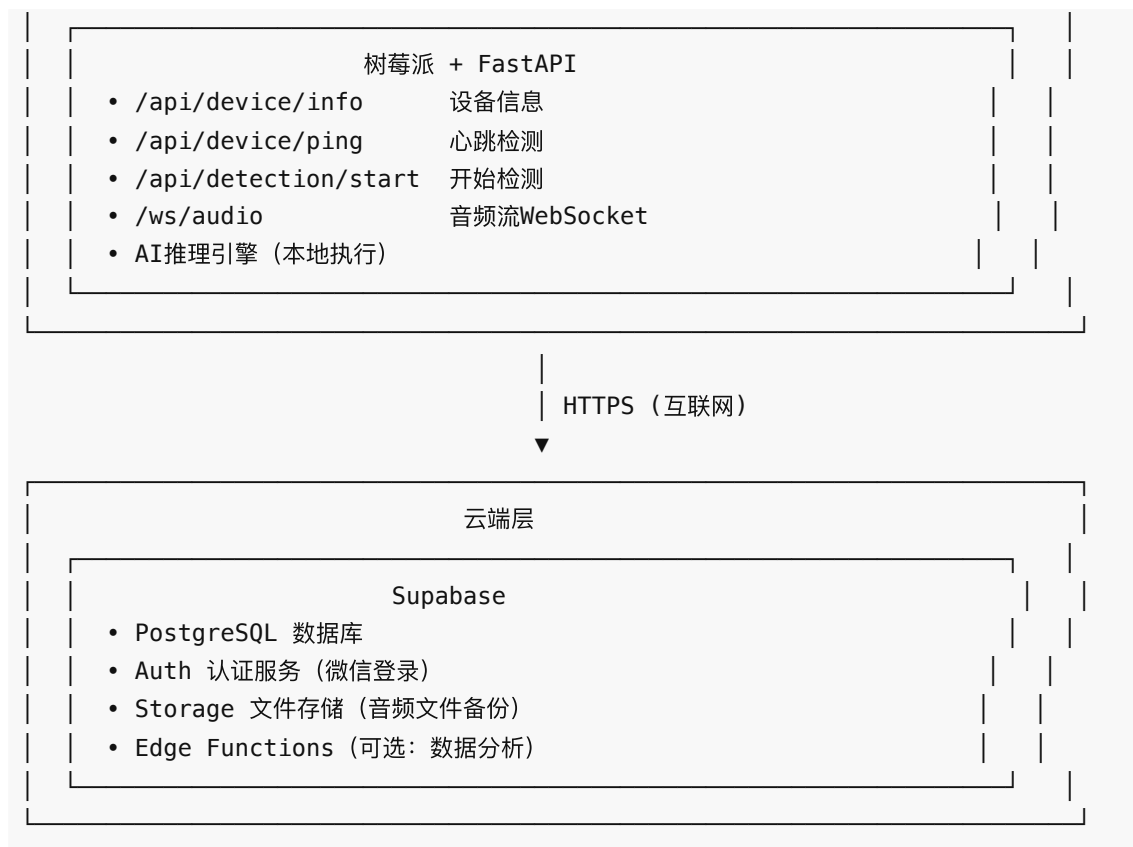 树莓派 + FastAPI
• /api/device/info 设备信息
• /api/device/ping 心跳检测
• /api/detection/start 开始检测
• /ws/audio 音频流WebSocket
• AI推理引擎（本地执行）
HTTPS（互联网）
▼
云端层
Supabase
• PostgreSQL 数据库
• Auth 认证服务（微信登录）
• Storage 文件存储（音频文件备份）
• Edge Functions（可选：数据分析）